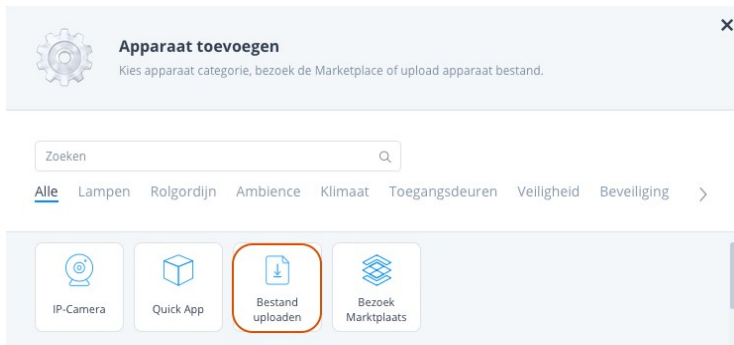 Apparaat toevoegen
Kies apparaat categorie, bezoek de Marketplace of upload apparaat bestand.
Zoeken
Alle Lampen Rolgordijn Ambience Klimaat Toegangsdeuren Veiligheid Beveiliging
IP-Camera
Quick App
Bestand
uploaden
Bezoek
Marktplaats